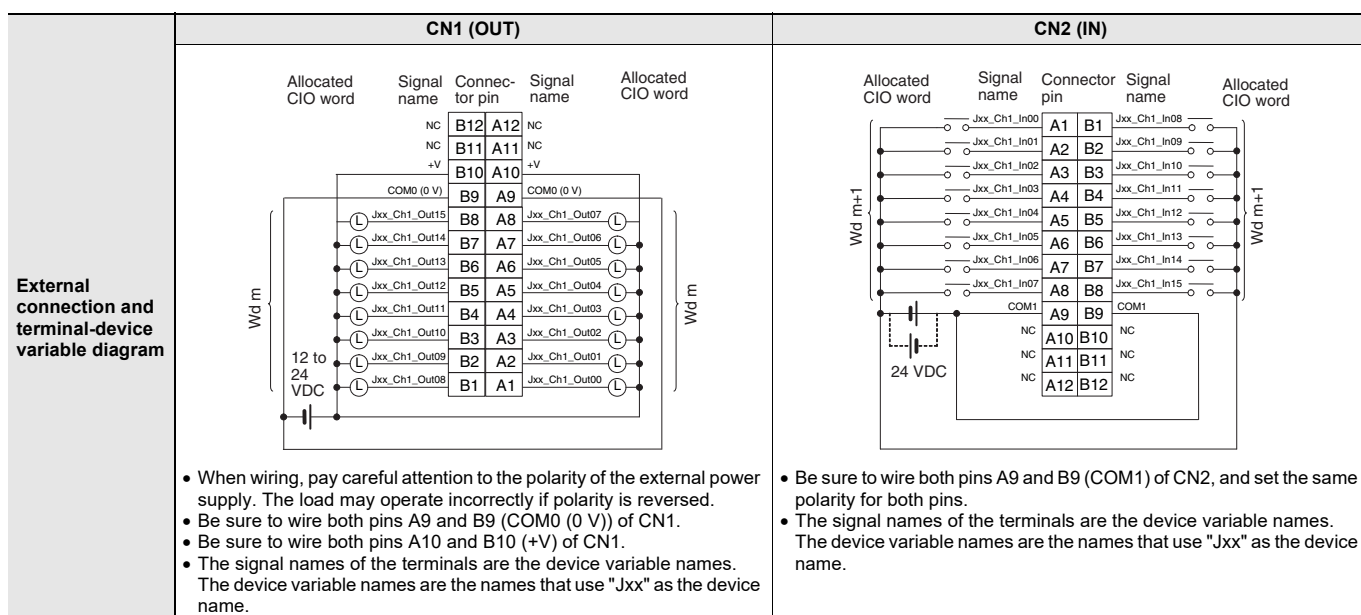 CN1 (OUT)
CN2 (IN)
External
connection and
terminal-device
variable diagram
Allocated
CIO word
Signal
name
Connec-
tor pin
Signal
name
Allocated
CIO word
NC B12 A12 NC
NC B11 A11 NC
+V B10 A10 +V
COM0 (0 V) B9 A9 COM0 (0 V)
L Jxx_Ch1_Out15 B8 A8 Jxx_Ch1_Out07 L
L Jxx_Ch1_Out14 B7 A7 Jxx_Ch1_Out06 L
L Jxx_Ch1_Out13 B6 A6 Jxx_Ch1_Out05 L
L Jxx_Ch1_Out12 B5 A5 Jxx_Ch1_Out04 L
L Jxx_Ch1_Out11 B4 A4 Jxx_Ch1_Out03 L
L Jxx_Ch1_Out10 B3 A3 Jxx_Ch1_Out02 L
L Jxx_Ch1_Out09 B2 A2 Jxx_Ch1_Out01 L
L Jxx_Ch1_Out08 B1 A1 Jxx_Ch1_Out00 L
Wd m
Wd m
12 to
24
VDC
• When wiring, pay careful attention to the polarity of the external power
supply. The load may operate incorrectly if polarity is reversed.
• Be sure to wire both pins A9 and B9 (COM0 (0 V)) of CN1.
• Be sure to wire both pins A10 and B10 (+V) of CN1.
• The signal names of the terminals are the device variable names.
The device variable names are the names that use "Jxx" as the device
name.
Allocated
CIO word
Signal
name
Connector
pin
Signal
name
Allocated
CIO word
Jxx_Ch1_In00 A1 B1 Jxx_Ch1_In08
Jxx_Ch1_In01 A2 B2 Jxx_Ch1_In09
Jxx_Ch1_In02 A3 B3 Jxx_Ch1_In10
Jxx_Ch1_In03 A4 B4 Jxx_Ch1_In11
Jxx_Ch1_In04 A5 B5 Jxx_Ch1_In12
Jxx_Ch1_In05 A6 B6 Jxx_Ch1_In13
Jxx_Ch1_In06 A7 B7 Jxx_Ch1_In14
Jxx_Ch1_In07 A8 B8 Jxx_Ch1_In15
COM1 A9 B9 COM1
NC A10 B10 NC
NC A11 B11 NC
NC A12 B12 NC
Wd m+1
Wd m+1
24 VDC
• Be sure to wire both pins A9 and B9 (COM1) of CN2, and set the same
polarity for both pins.
• The signal names of the terminals are the device variable names.
The device variable names are the names that use "Jxx" as the device
name.